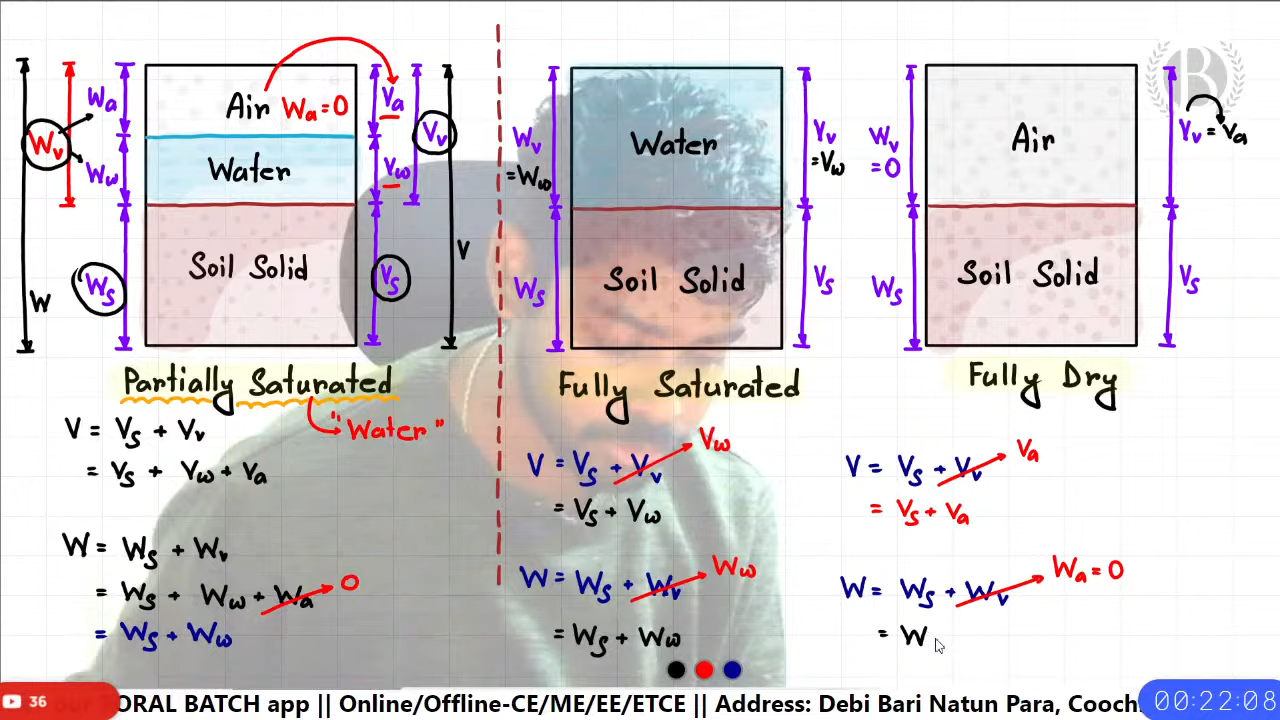 Air Wa=0
Water
Soil Solid
Wa
Wv
Ww
Ws
W
Va
Vv
Vw
Vs
V
Partially Saturated
"Water"
V = Vs + Vv
= Vs + Vw + Va
W = Ws + Wv
= Ws + Ww + Wa 0
= Ws + Ww
Water
Soil Solid
Wv
= Ww
Ws
Vv
= Vw
Vs
Fully Saturated
V = Vs + Vv Vw
= Vs + Vw
W = Ws + Wv Ww
= Ws + Ww
Air
Soil Solid
Wv
= 0
Ws
Vv = Va
Vs
Fully Dry
V = Vs + Vv Va
= Vs + Va
W = Ws + Wv Wa = 0
= W
B
36
ORAL BATCH app || Online/Offline-CE/ME/EE/ETCE || Address: Debi Bari Natun Para, Cooch
00:22:08